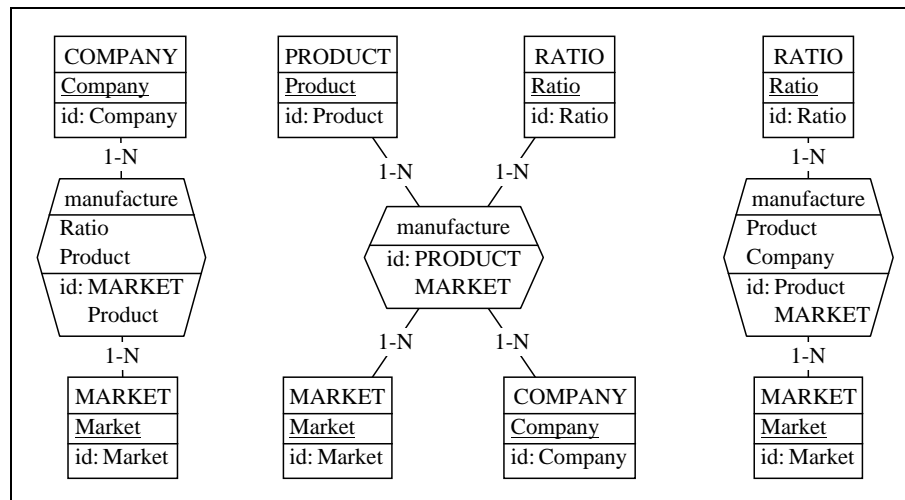 COMPANY
Company
id: Company
1-N
manufacture
Ratio
Product
id: MARKET
Product
1-N
MARKET
Market
id: Market
PRODUCT
Product
id: Product
RATIO
Ratio
id: Ratio
1-N
1-N
manufacture
id: PRODUCT
MARKET
1-N
1-N
MARKET
Market
id: Market
COMPANY
Company
id: Company
RATIO
Ratio
id: Ratio
1-N
manufacture
Product
Company
id: Product
MARKET
1-N
MARKET
Market
id: Market